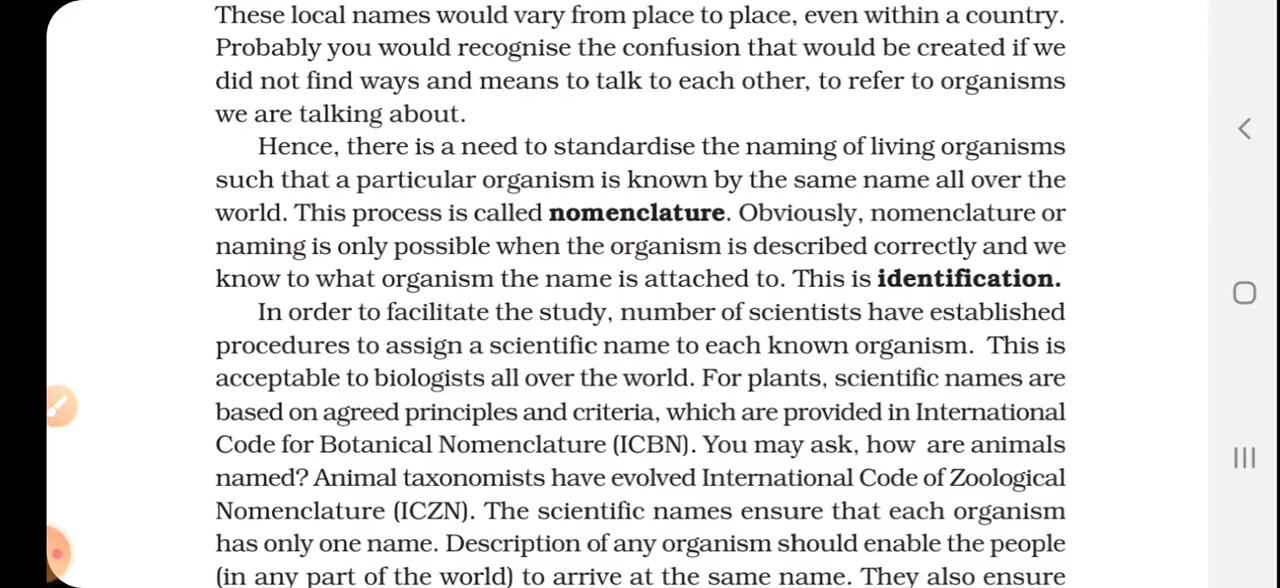 These local names would vary from place to place, even within a country.
Probably you would recognise the confusion that would be created if we
did not find ways and means to talk to each other, to refer to organisms
we are talking about.
Hence, there is a need to standardise the naming of living organisms
such that a particular organism is known by the same name all over the
world. This process is called nomenclature. Obviously, nomenclature or
naming is only possible when the organism is described correctly and we
know to what organism the name is attached to. This is identification.
In order to facilitate the study, number of scientists have established
procedures to assign a scientific name to each known organism. This is
acceptable to biologists all over the world. For plants, scientific names are
based on agreed principles and criteria, which are provided in International
Code for Botanical Nomenclature (ICBN). You may ask, how are animals
named? Animal taxonomists have evolved International Code of Zoological
Nomenclature (ICZN). The scientific names ensure that each organism
has only one name. Description of any organism should enable the people
(in any part of the world) to arrive at the same name. They also ensure